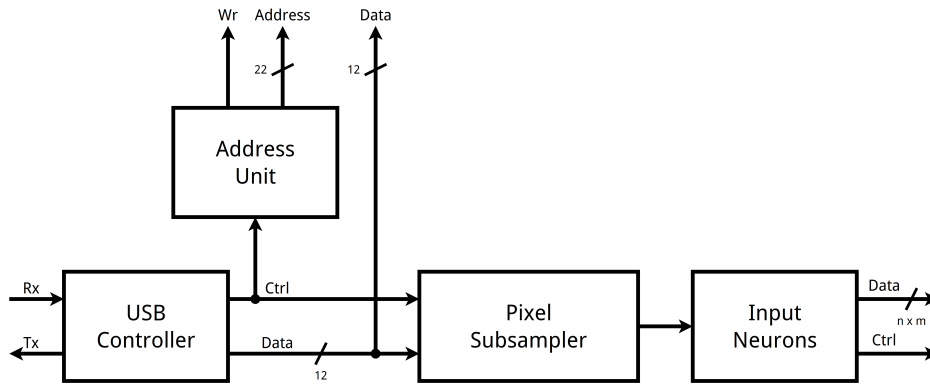 Wr Address Data
22 12
Address
Unit
Rx
Tx
USB
Controller
Ctrl
Data
12
Pixel
Subsampler
Input
Neurons
Data
n x m
Ctrl